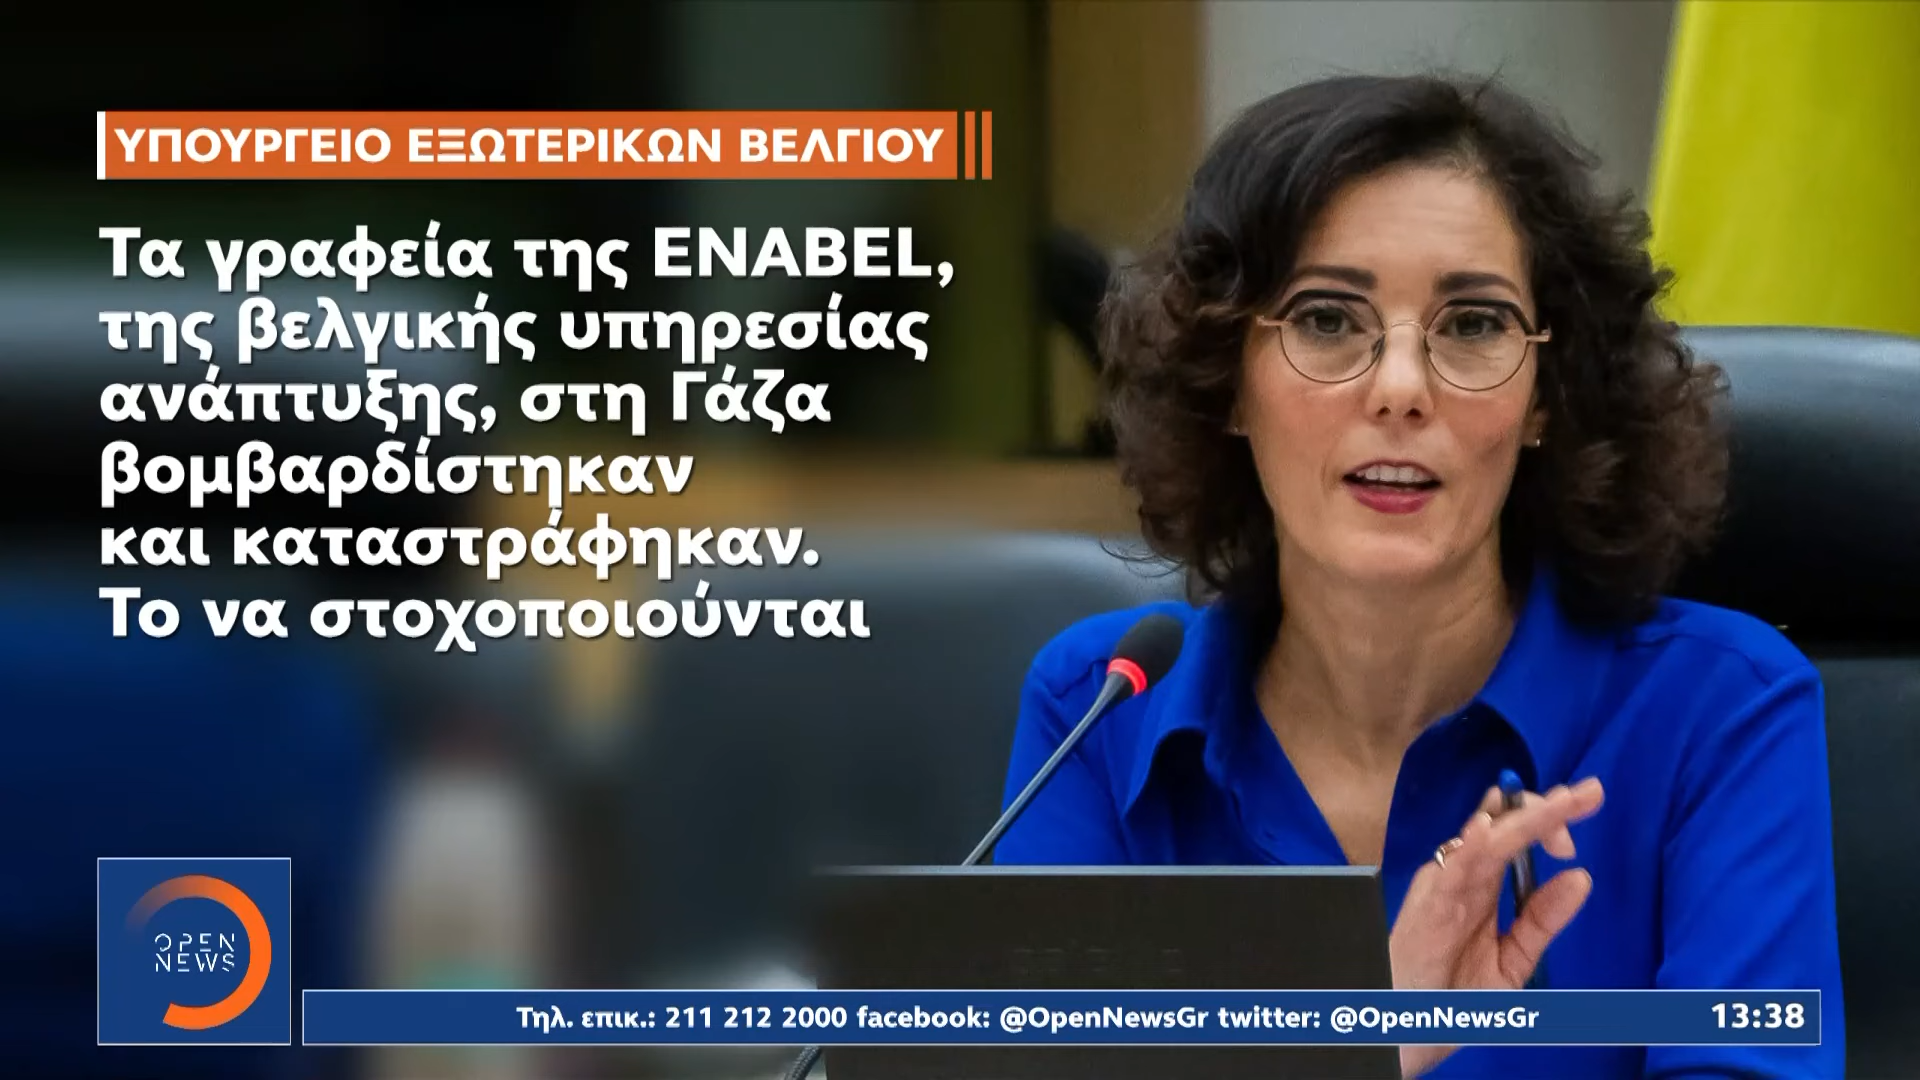 ΥΠΟΥΡΓΕΙΟ ΕΞΩΤΕΡΙΚΩΝ ΒΕΛΓΙΟΥ
Τα γραφεία της ENABEL,
της βελγικής υπηρεσίας
ανάπτυξης, στη Γάζα
βομβαρδίστηκαν
και καταστράφηκαν.
Το να στοχοποιούνται
OPEN
NEWS
Τηλ. επικ.: 211 212 2000 facebook: @OpenNewsGr twitter: @OpenNewsGr
13:38